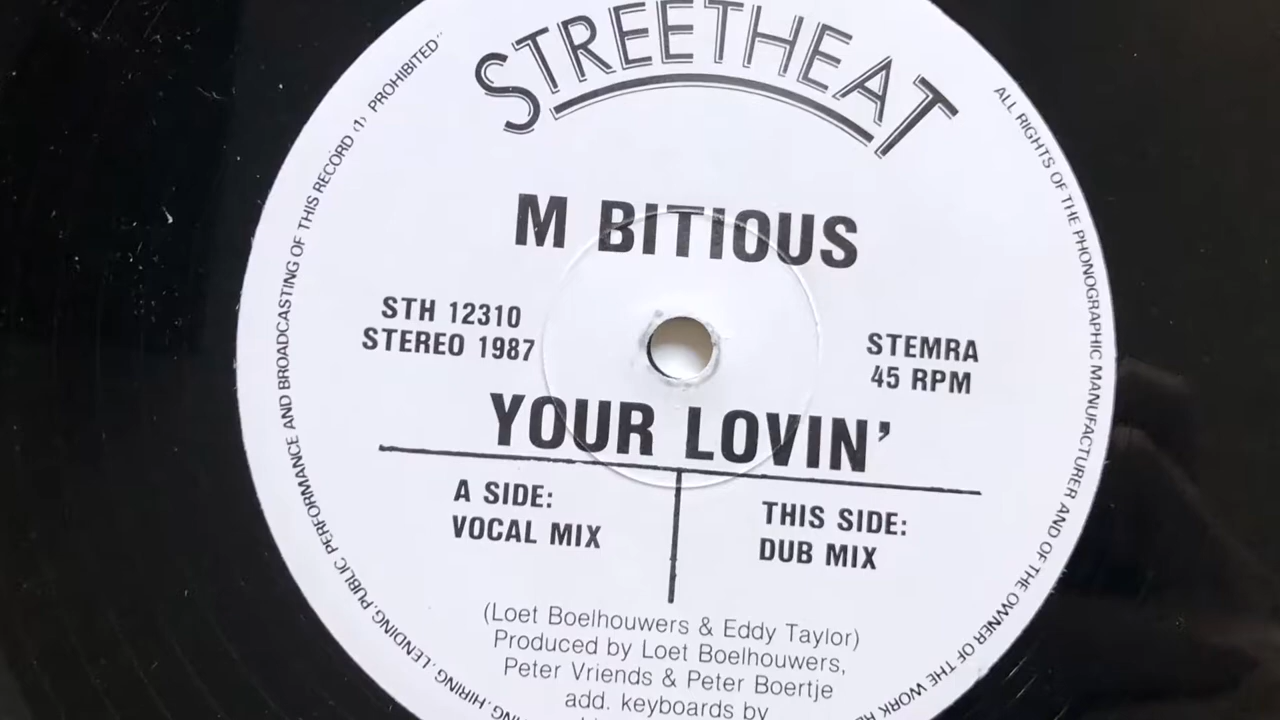 STREETHEAT
M BITIOUS
STH 12310
STEREO 1987
STEMRA
45 RPM
YOUR LOVIN’
A SIDE:
VOCAL MIX
THIS SIDE:
DUB MIX
(Loet Boelhouwers & Eddy Taylor)
Produced by Loet Boelhouwers,
Peter Vriends & Peter Boertje
add. keyboards by
ALL RIGHTS OF THE PHONOGRAPHIC MANUFACTURER AND OF THE OWNER OF THE WORK
HIRING, LENDING, PUBLIC PERFORMANCE AND BROADCASTING OF THIS RECORD (1) PROHIBITED"